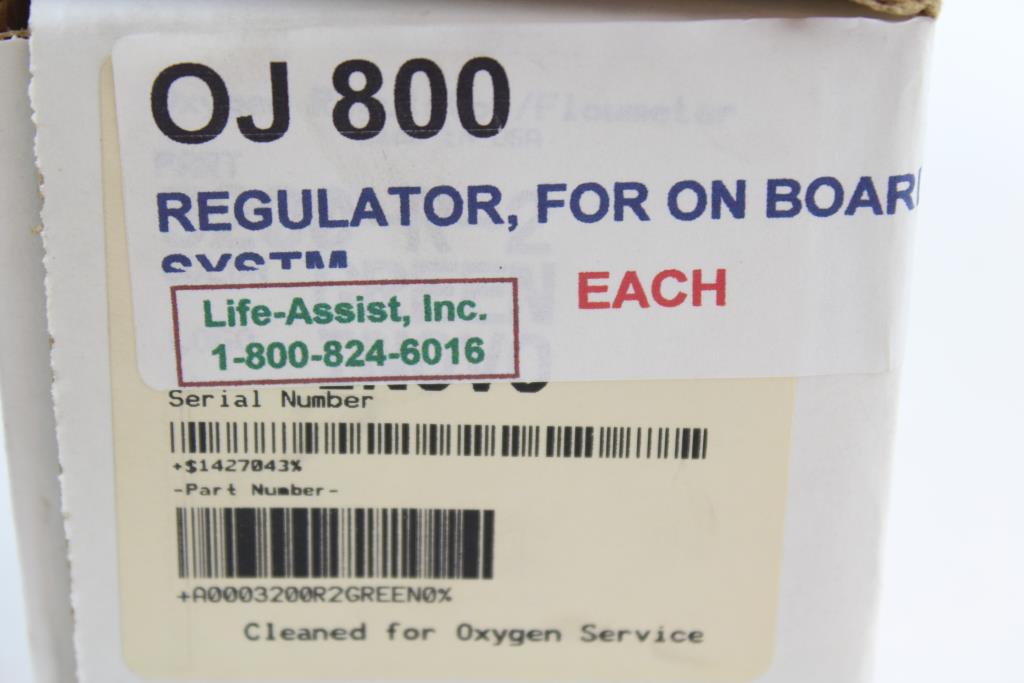 OJ 800
REGULATOR, FOR ON BOAR
SYSTM
EACH
Life-Assist, Inc.
1-800-824-6016
Serial Number
+$1427043%
-Part Number-
+A0003200R2GREEN0%
Cleaned for Oxygen Service